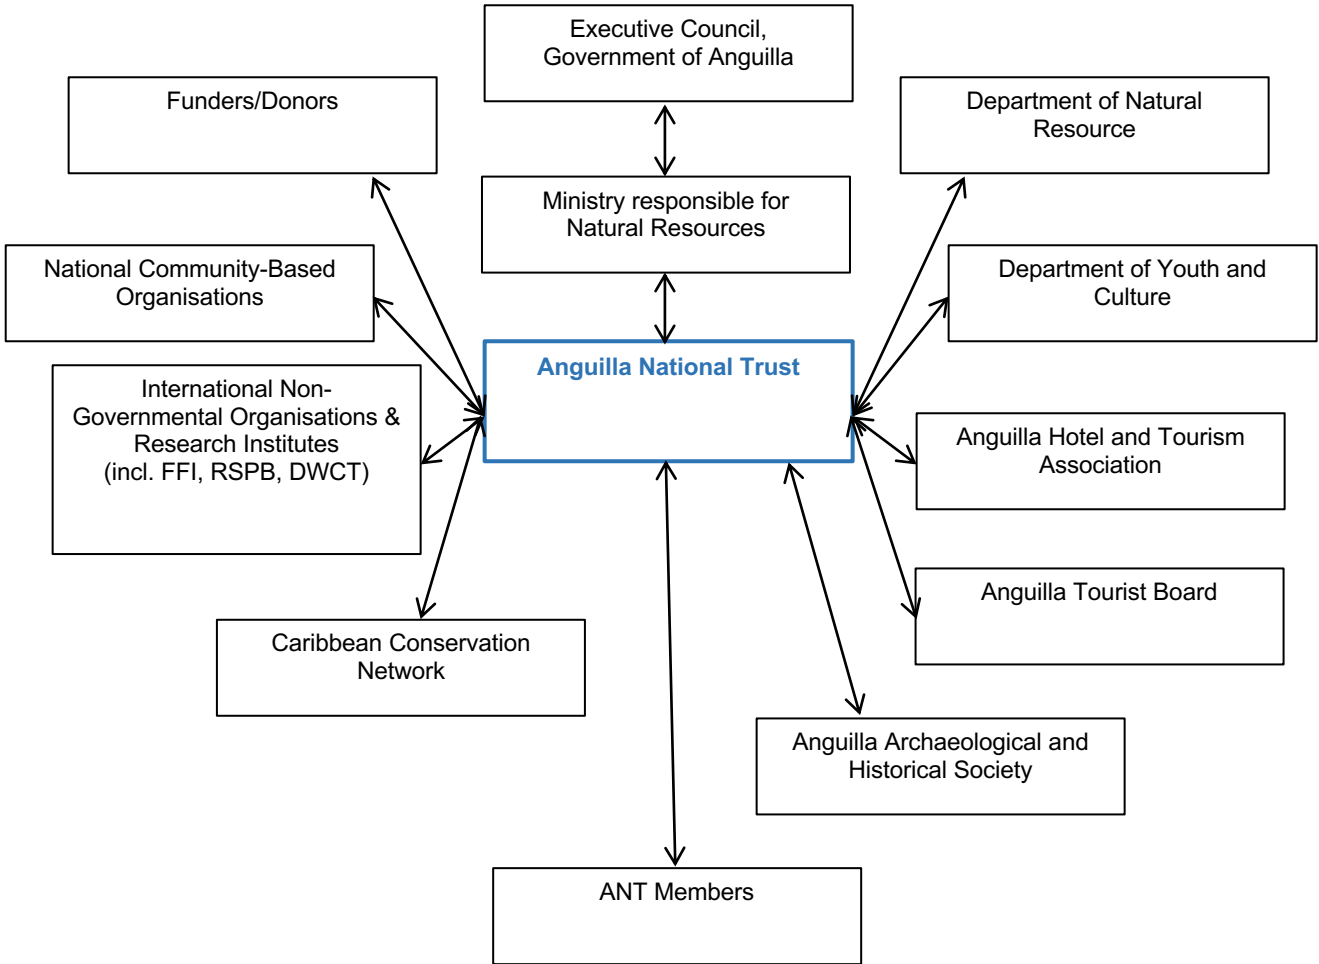 Executive Council,
Government of Anguilla
Funders/Donors
Department of Natural
Resource
Ministry responsible for
Natural Resources
National Community-Based
Organisations
Department of Youth and
Culture
Anguilla National Trust
International Non-
Governmental Organisations &
Research Institutes
(incl. FFI, RSPB, DWCT)
Anguilla Hotel and Tourism
Association
Anguilla Tourist Board
Caribbean Conservation
Network
Anguilla Archaeological and
Historical Society
ANT Members